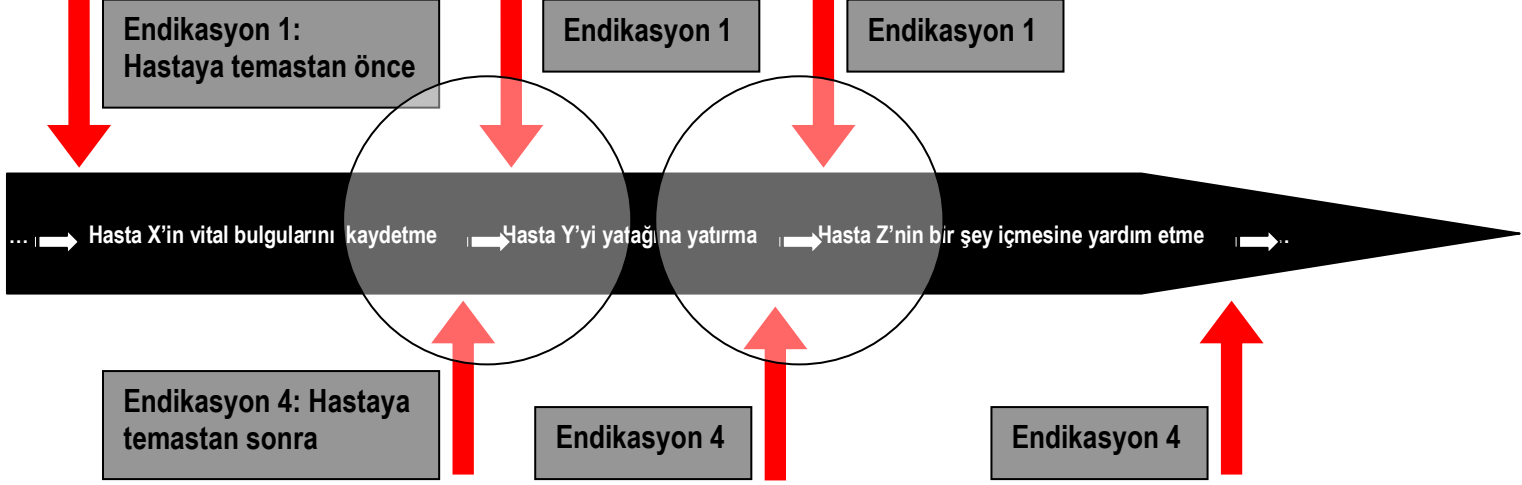 Endikasyon 1:
Hastaya temastan önce
Endikasyon 1
Endikasyon 1
... Hasta X’in vital bulgularını kaydetme Hasta Y’yi yatağına yatırma Hasta Z’nin bir şey içmesine yardım etme ..
Endikasyon 4: Hastaya
temastan sonra
Endikasyon 4
Endikasyon 4